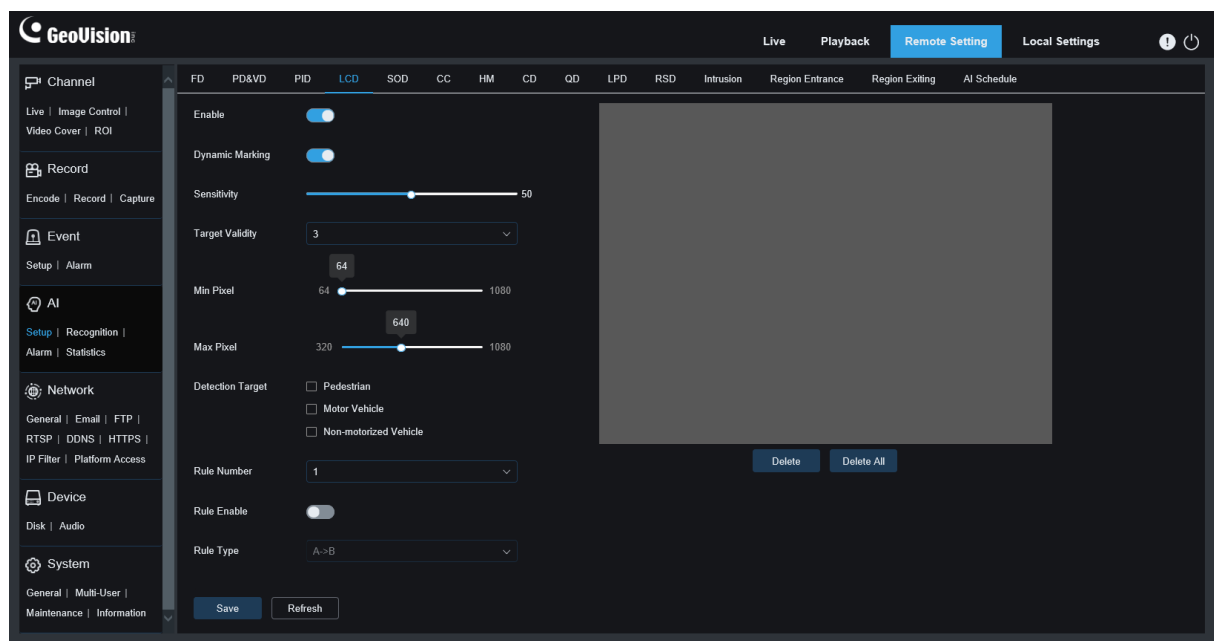 GeoVision Inc
Live Playback Remote Setting Local Settings !
Channel
Live | Image Control |
Video Cover | ROI
Record
Encode | Record | Capture
Event
Setup | Alarm
AI AI
Setup | Recognition |
Alarm | Statistics
Network
General | Email | FTP |
RTSP | DDNS | HTTPS |
IP Filter | Platform Access
Device
Disk | Audio
System
General | Multi-User |
Maintenance | Information
FD PD&VD PID LCD SOD CC HM CD QD LPD RSD Intrusion Region Entrance Region Exiting AI Schedule
Enable
Dynamic Marking
Sensitivity 50
Target Validity 3
64
Min Pixel 64 1080
640
Max Pixel 320 1080
Detection Target Pedestrian
Motor Vehicle
Non-motorized Vehicle
Rule Number 1
Rule Enable
Rule Type A->B
Save Refresh
Delete Delete All